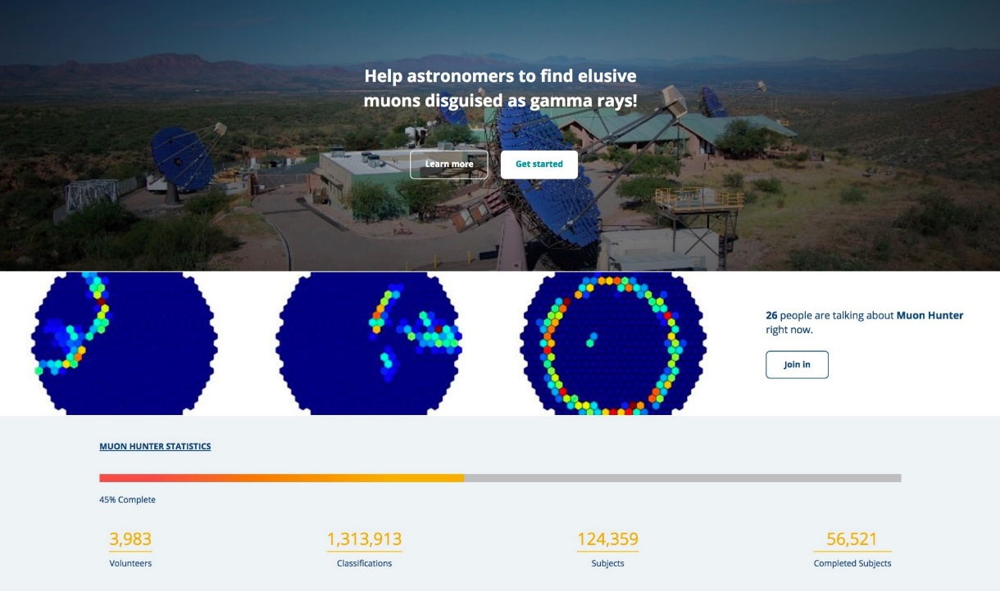 Help astronomers to find elusive
muons disguised as gamma rays!
Learn more
Get started
26 people are talking about Muon Hunter
right now.
Join in
MUON HUNTER STATISTICS
45% Complete
3,983
Volunteers
1,313,913
Classifications
124,359
Subjects
56,521
Completed Subjects